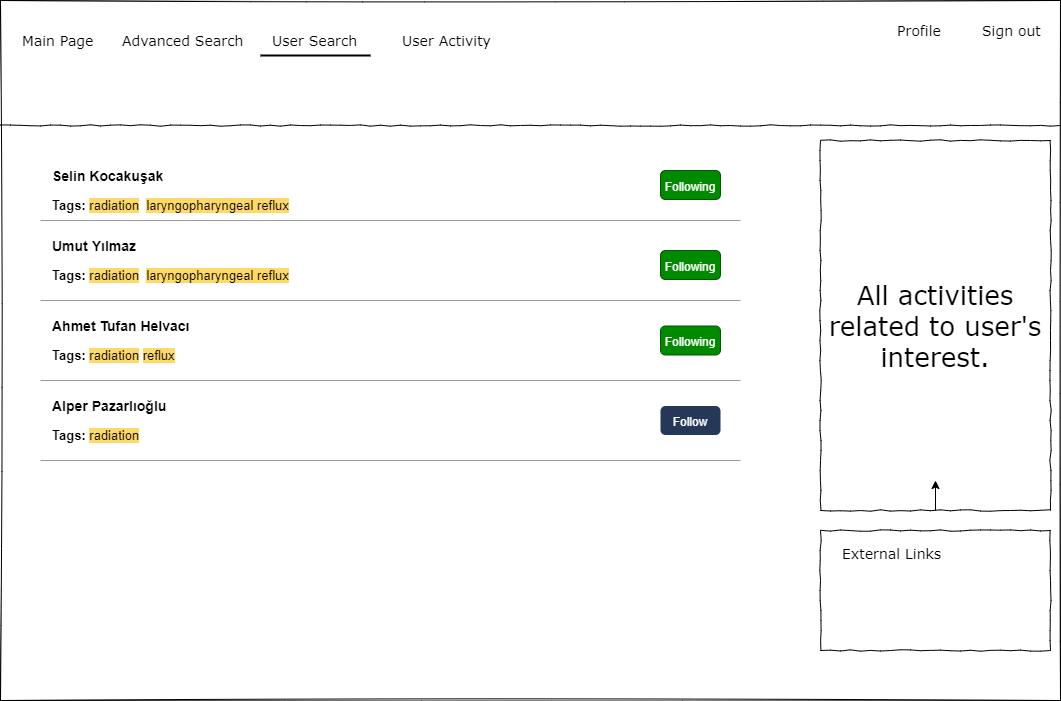 Main Page Advanced Search User Search User Activity Profile Sign out
Selin Kocakuşak
Following
Tags: radiation laryngopharyngeal reflux
Umut Yılmaz
Following
Tags: radiation laryngopharyngeal reflux
Ahmet Tufan Helvacı
Following
Tags: radiation reflux
Alper Pazarlıoğlu
Follow
Tags: radiation
All activities
related to user's
interest.
External Links